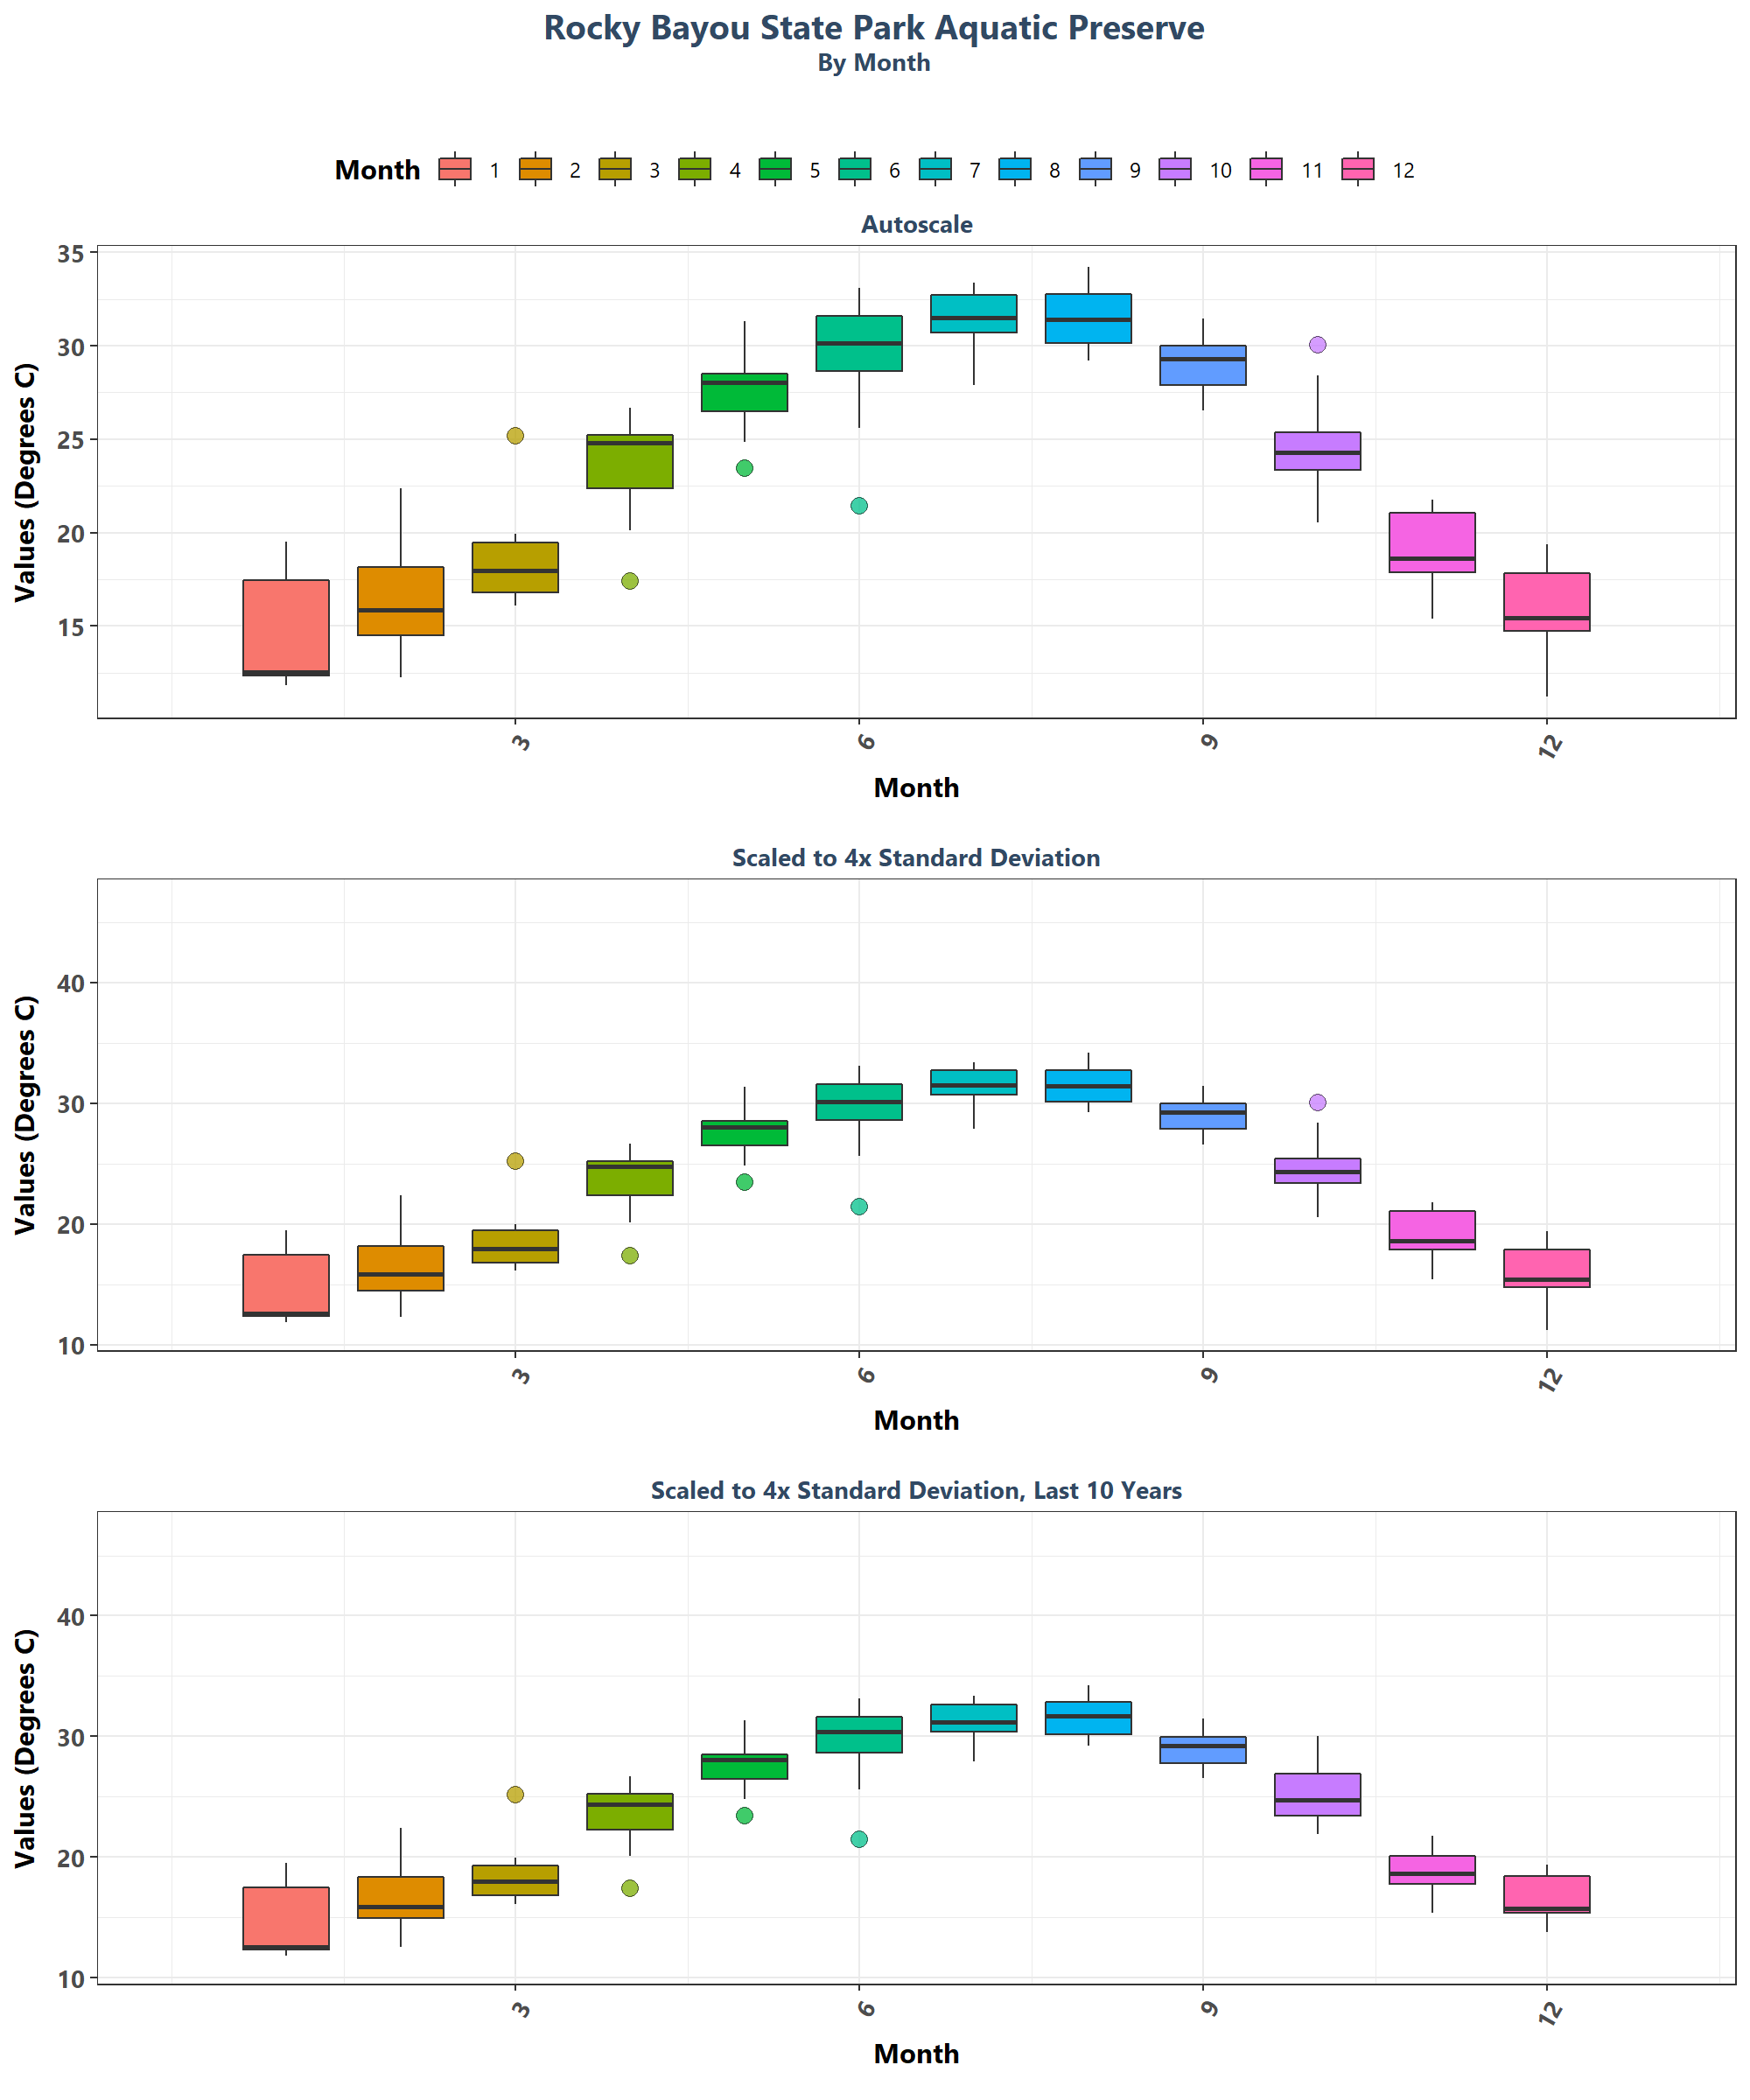 Rocky Bayou State Park Aquatic Preserve
By Month
Month 1 2 3 4 5 6 7 8 9 10 11 12
Autoscale
Values (Degrees C)
35
30
25
20
15
3 6 9 12
Month
Scaled to 4x Standard Deviation
Values (Degrees C)
40
30
20
10
3 6 9 12
Month
Scaled to 4x Standard Deviation, Last 10 Years
Values (Degrees C)
40
30
20
10
3 6 9 12
Month